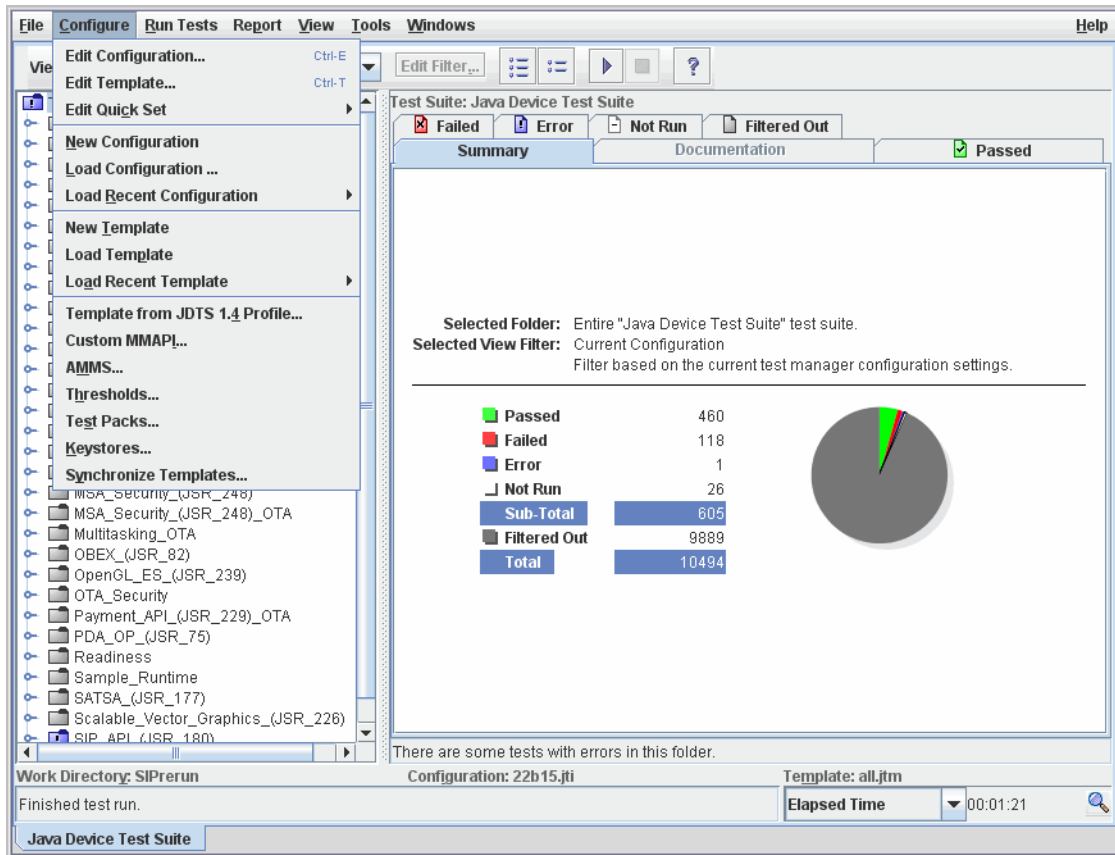 File Configure Run Tests Report View Tools Windows Help
Vie
Edit Filter...
Edit Configuration... Ctrl-E
Edit Template... Ctrl-T
Edit Quick Set
New Configuration
Load Configuration ...
Load Recent Configuration
New Template
Load Template
Load Recent Template
Template from JDTS 1.4 Profile...
Custom MMAPI...
AMMS...
Thresholds...
Test Packs...
Keystores...
Synchronize Templates...
MSA_Security_(JSR_248)
MSA_Security_(JSR_248)_OTA
Multitasking_OTA
OBEX_(JSR_82)
OpenGL_ES_(JSR_239)
OTA_Security
Payment_API_(JSR_229)_OTA
PDA_OP_(JSR_75)
Readiness
Sample_Runtime
SATSA_(JSR_177)
Scalable_Vector_Graphics_(JSR_226)
SIP_API_(JSR_180)
Test Suite: Java Device Test Suite
Failed Error Not Run Filtered Out
Summary Documentation Passed
Selected Folder: Entire "Java Device Test Suite" test suite.
Selected View Filter: Current Configuration
Filter based on the current test manager configuration settings.
Passed 460
Failed 118
Error 1
Not Run 26
Sub-Total 605
Filtered Out 9889
Total 10494
There are some tests with errors in this folder.
Work Directory: SIPrerun Configuration: 22b15.jti Template: all.jtm
Finished test run. Elapsed Time 00:01:21
Java Device Test Suite